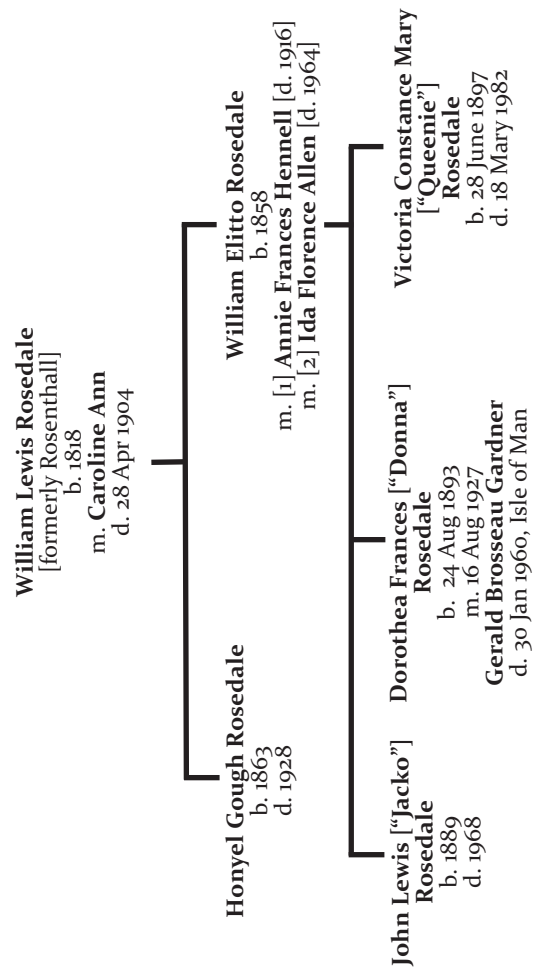 William Lewis Rosedale
[formerly Rosenthall]
b. 1818
m. Caroline Ann
d. 28 Apr 1904
Honyel Gough Rosedale
b. 1863
d. 1928
William Elitto Rosedale
b. 1858
m. [1] Annie Frances Hennell [d. 1916]
m. [2] Ida Florence Allen [d. 1964]
John Lewis ["Jacko"]
Rosedale
b. 1889
d. 1968
Dorothea Frances ["Donna"]
Rosedale
b. 24 Aug 1893
m. 16 Aug 1927
Gerald Brosseau Gardner
d. 30 Jan 1960, Isle of Man
Victoria Constance Mary
["Queenie"]
Rosedale
b. 28 June 1897
d. 18 Mary 1982